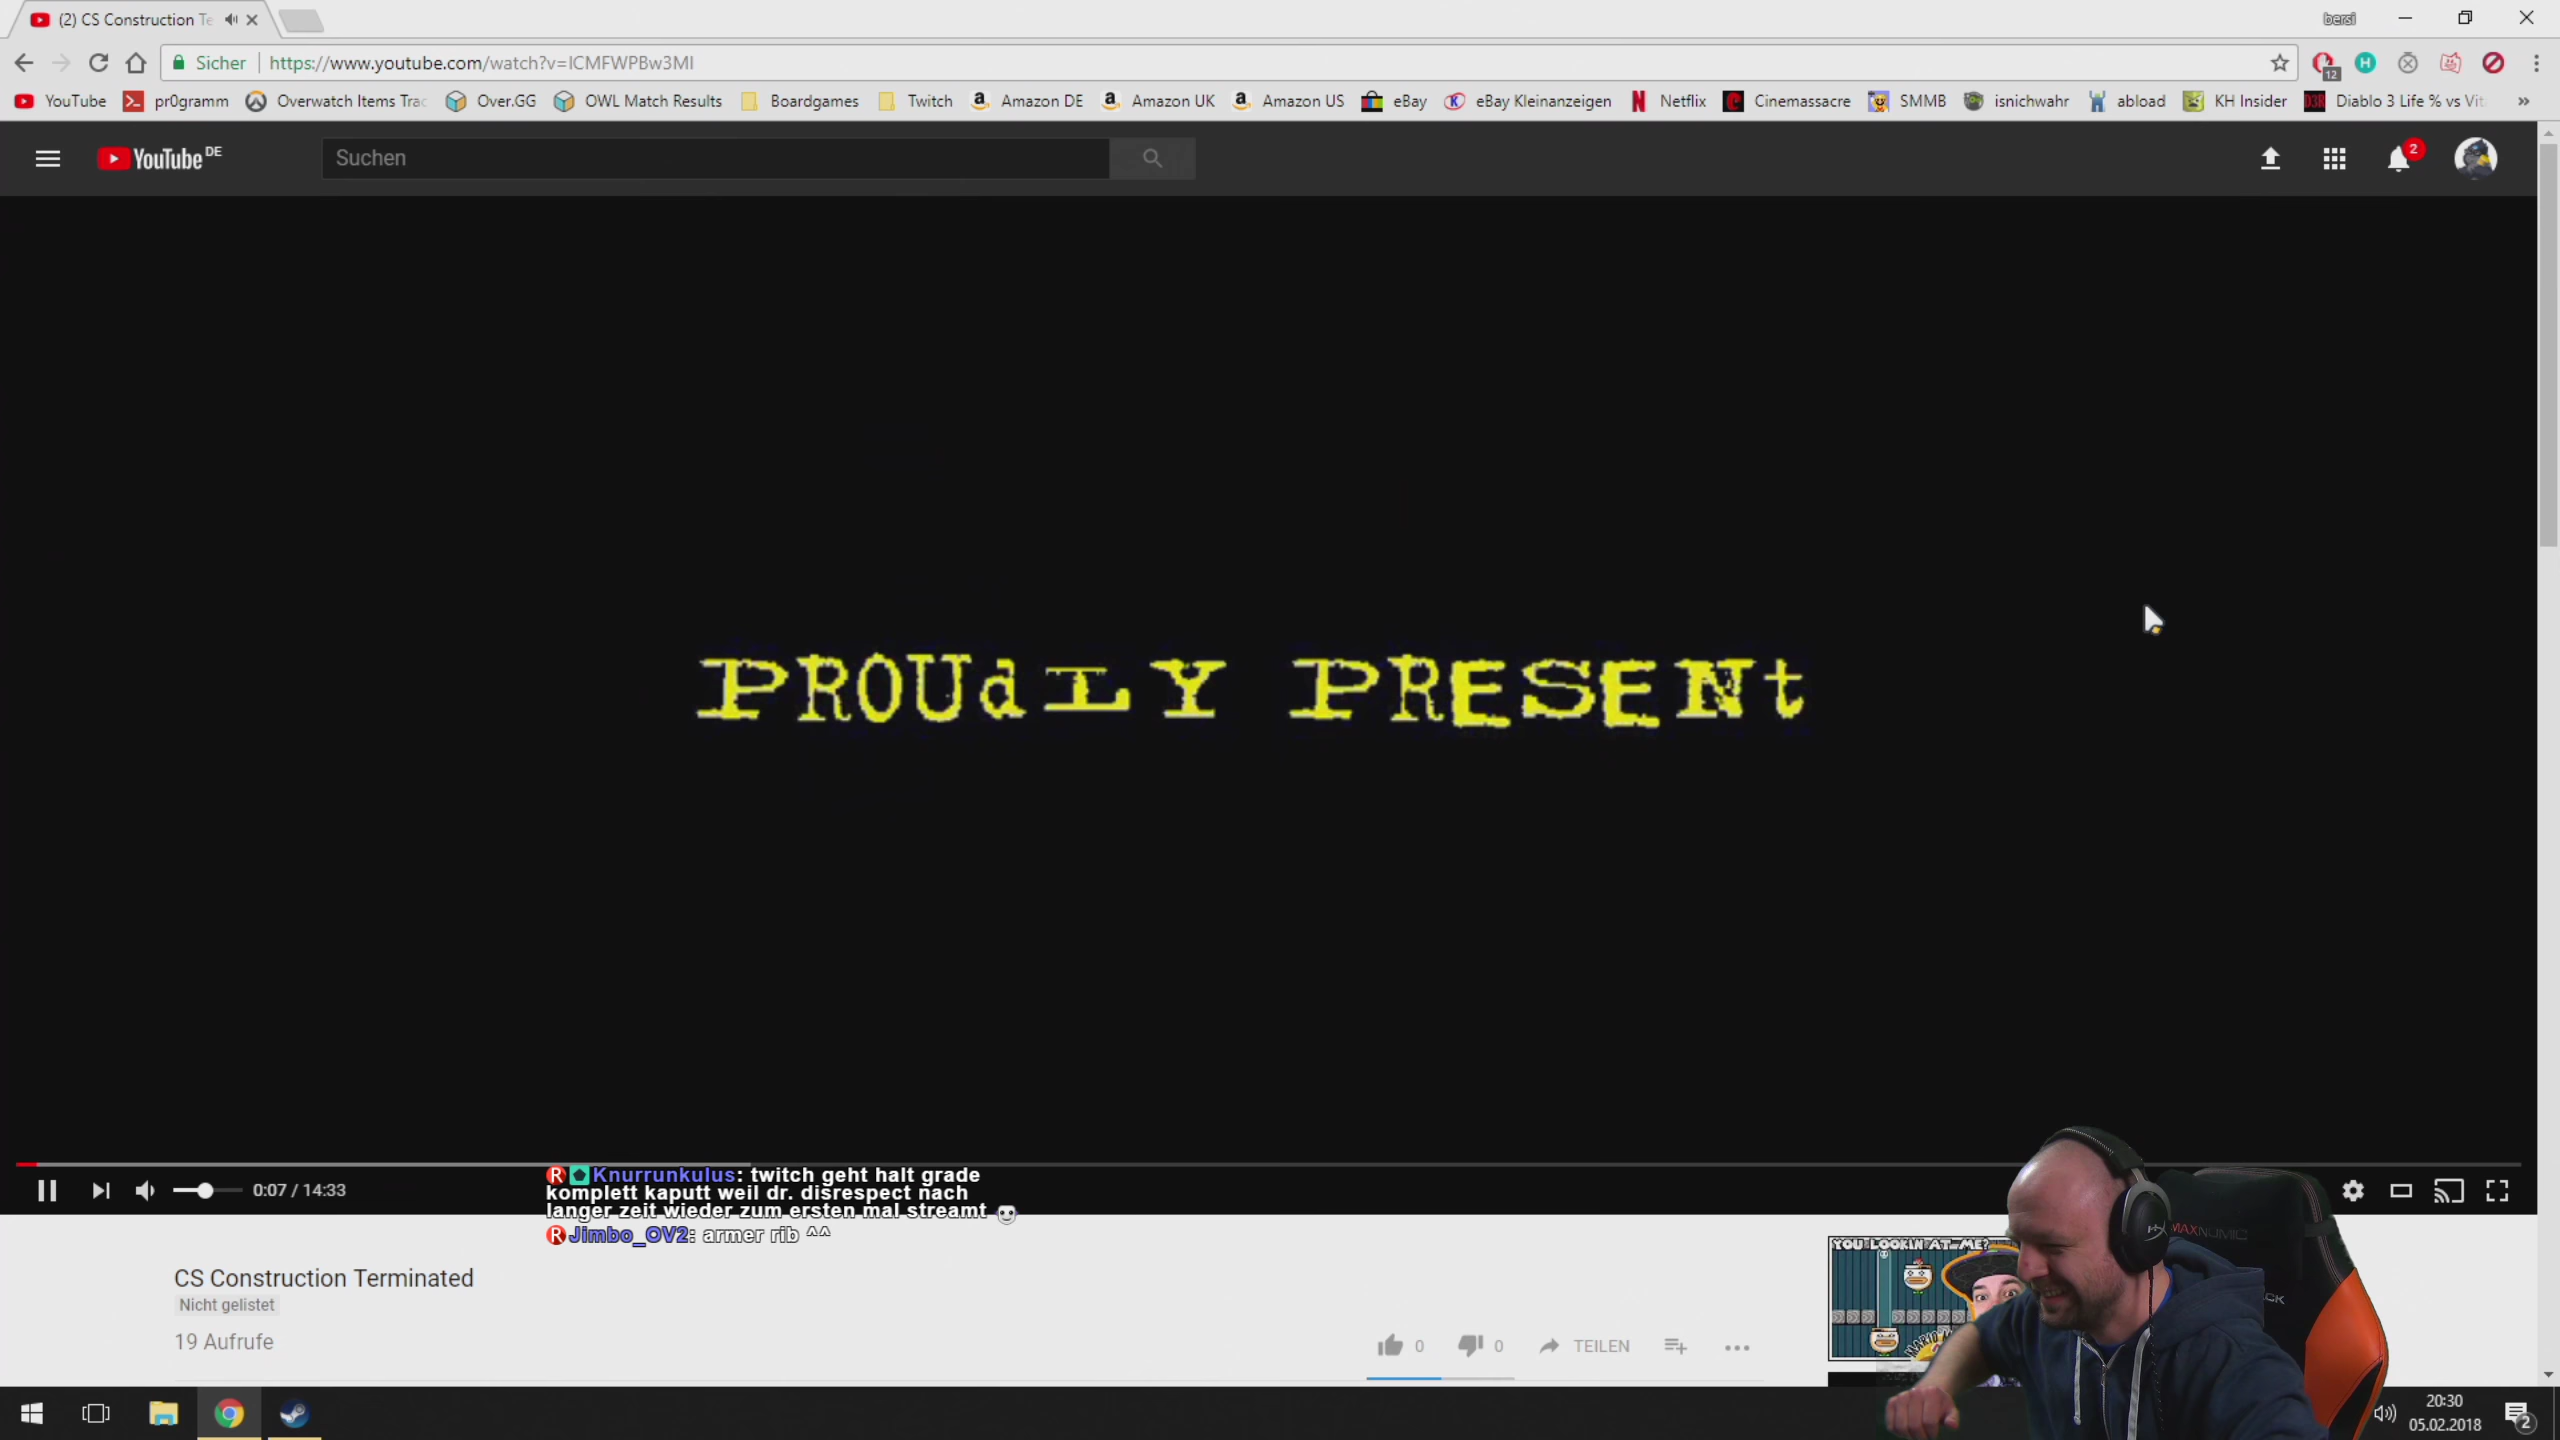 (2) CS Construction Te
bersi
Sicher
https://www.youtube.com/watch?v=ICMFWPBw3MI
12
YouTube
pr0gramm
Overwatch Items Trac
Over.GG
OWL Match Results
Boardgames
Twitch
Amazon DE
Amazon UK
Amazon US
eBay
eBay Kleinanzeigen
Netflix
Cinemassacre
SMMB
isnichwahr
abload
KH Insider
Diablo 3 Life % vs Vit
YouTube DE
Suchen
2
PROUdLY PRESENt
0:07 / 14:33
Knurrunkulus: twitch geht halt grade
komplett kaputt weil dr. disrespect nach
langer zeit wieder zum ersten mal streamt
Jimbo_OV2: armer rib ^^
CS Construction Terminated
Nicht gelistet
19 Aufrufe
0
0
TEILEN
YOU LOOKIN AT ME?
MAXNOMIC
20:30
05.02.2018
2